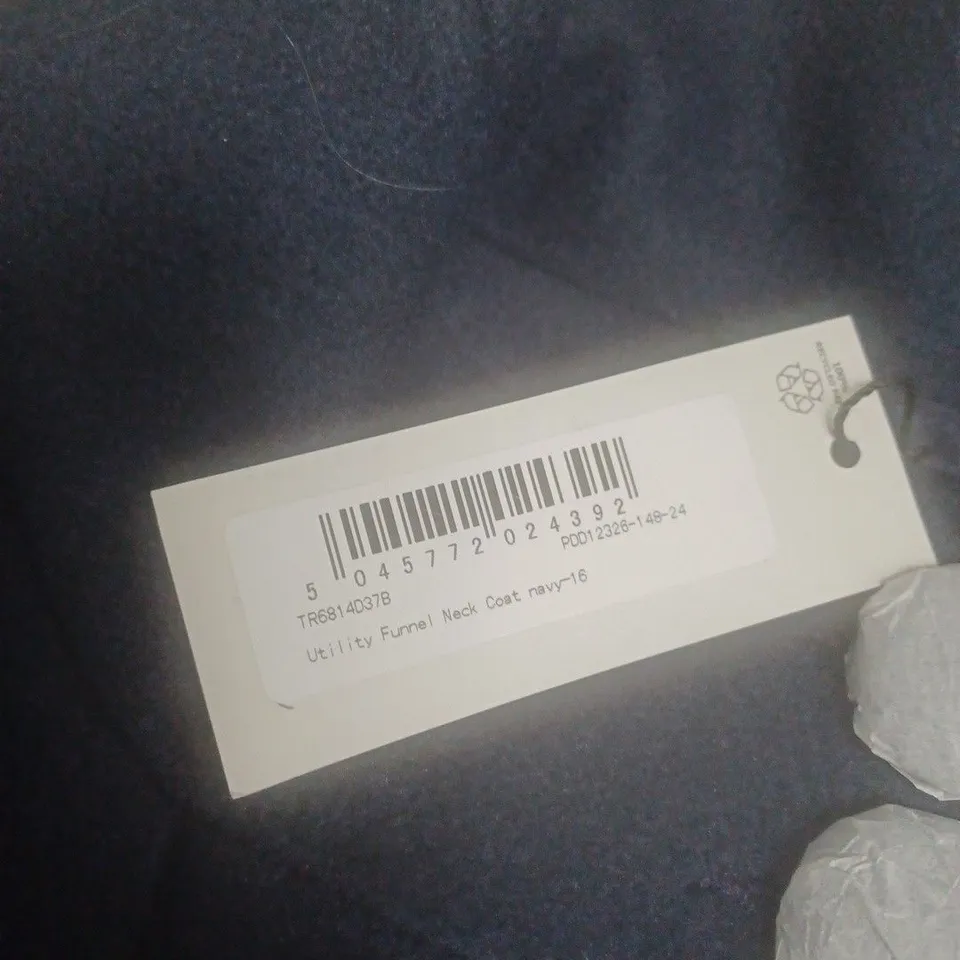 5 045772 024392
PDD12326-148-24
TR6814D37B
Utility Funnel Neck Coat navy-16